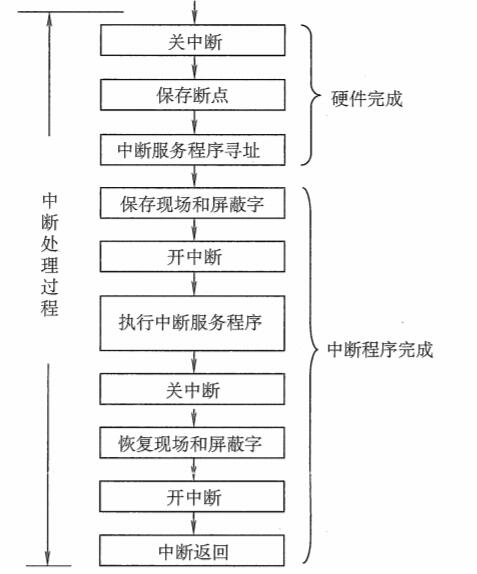 关中断
保存断点
硬件完成
中断服务程序寻址
保存现场和屏蔽字
开中断
中断处理过程
执行中断服务程序
中断程序完成
关中断
恢复现场和屏蔽字
开中断
中断返回